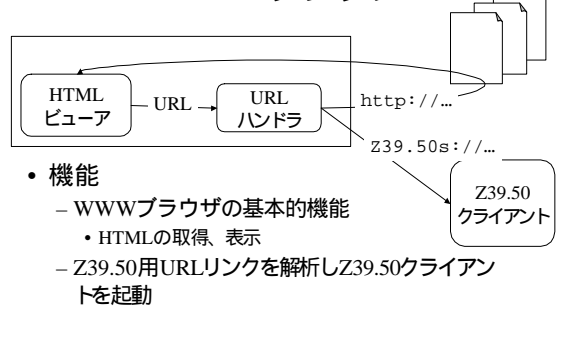 HTML
ビューア
URL
URL
ハンドラ
http://…
Z39.50s://…
Z39.50
クライアント
• 機能
– WWWブラウザの基本的機能
• HTMLの取得、表示
– Z39.50用URLリンクを解析しZ39.50クライアン
トを起動